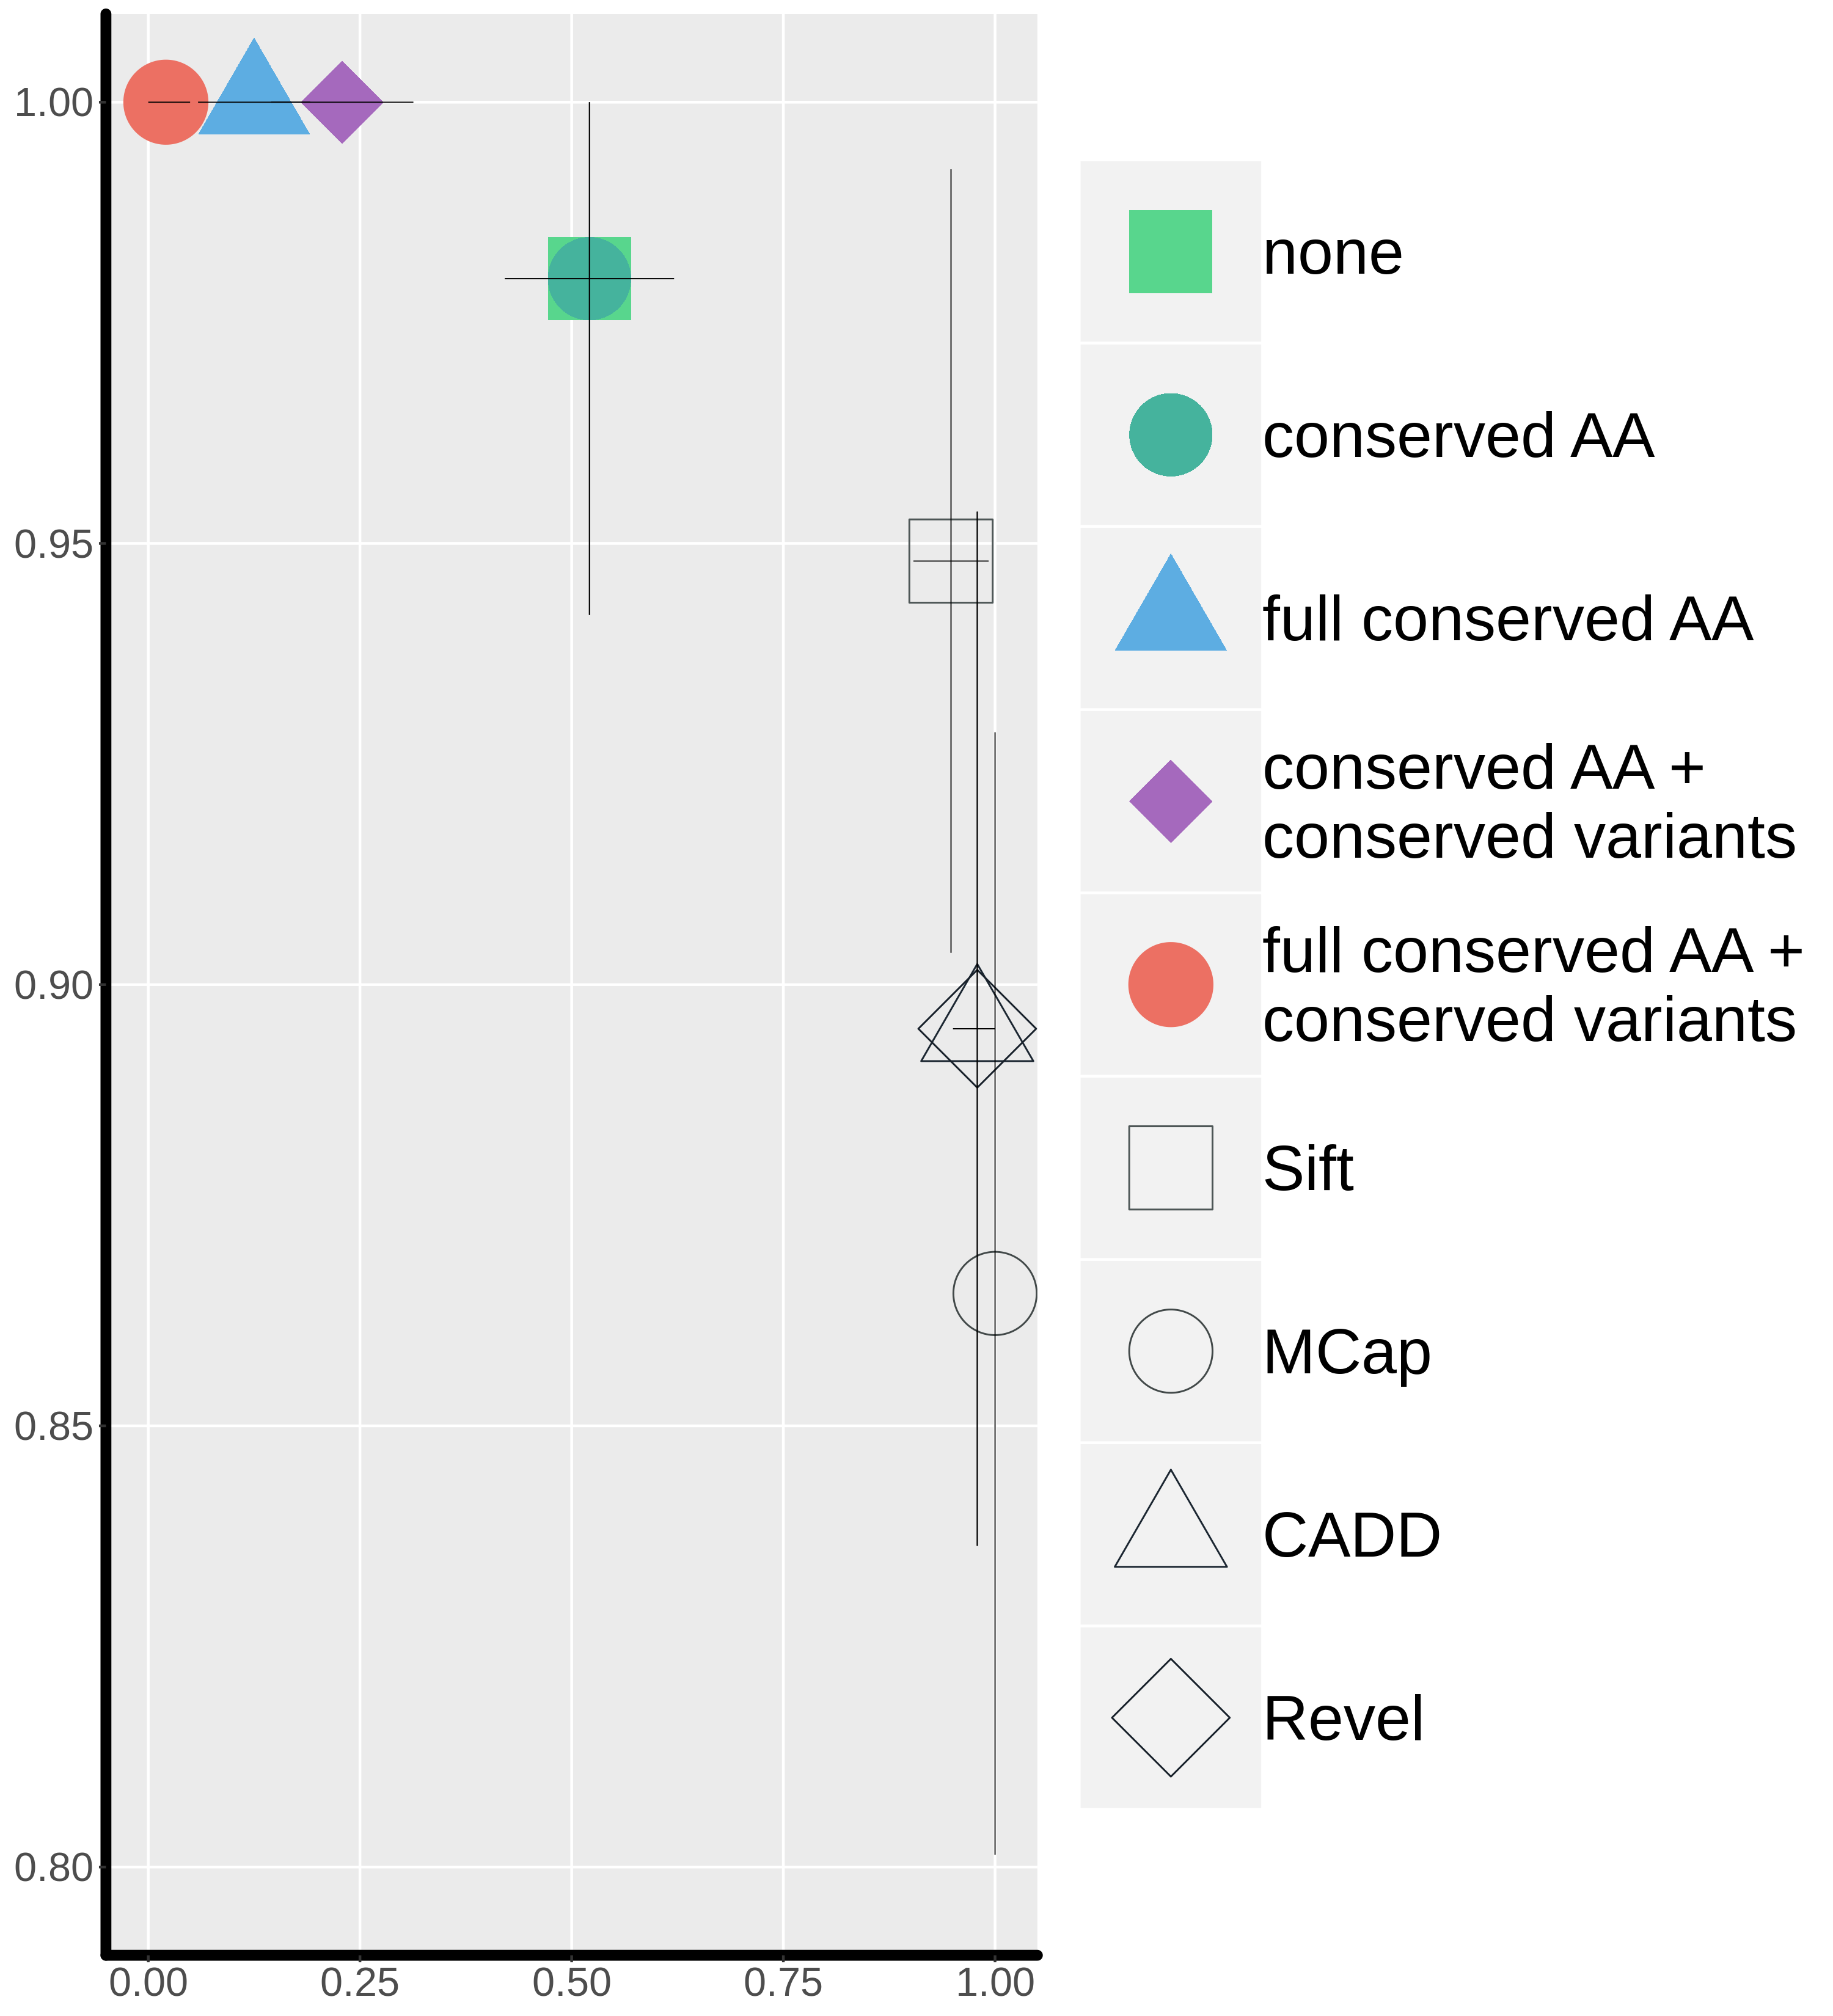 1.00
0.95
0.90
0.85
0.80
0.00
0.25
0.50
0.75
1.00
none
conserved AA
full conserved AA
conserved AA +
conserved variants
full conserved AA +
conserved variants
Sift
MCap
CADD
Revel